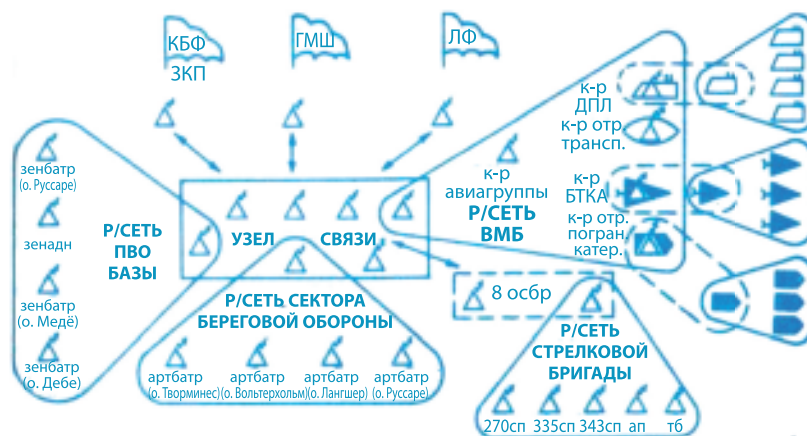 КБФ
ЗКП
ГМШ
ЛФ
к-р
ДПЛ
к-р отр.
трансп.
к-р
авиагруппы
Р/СЕТЬ
ВМБ
к-р
БТКА
к-р отр.
погран.
катер.
зенбатр
(о. Руссаре)
зенадн
зенбатр
(о. Медё)
зенбатр
(о. Дебе)
Р/СЕТЬ
ПВО
БАЗЫ
УЗЕЛ СВЯЗИ
Р/СЕТЬ СЕКТОРА
БЕРЕГОВОЙ ОБОРОНЫ
артбатр
(о. Творминес)
артбатр
(о. Вольтерхольм)
артбатр
(о. Лангшер)
артбатр
(о. Руссаре)
8 осбр
Р/СЕТЬ
СТРЕЛКОВОЙ
БРИГАДЫ
270сп 335сп 343сп ап тб